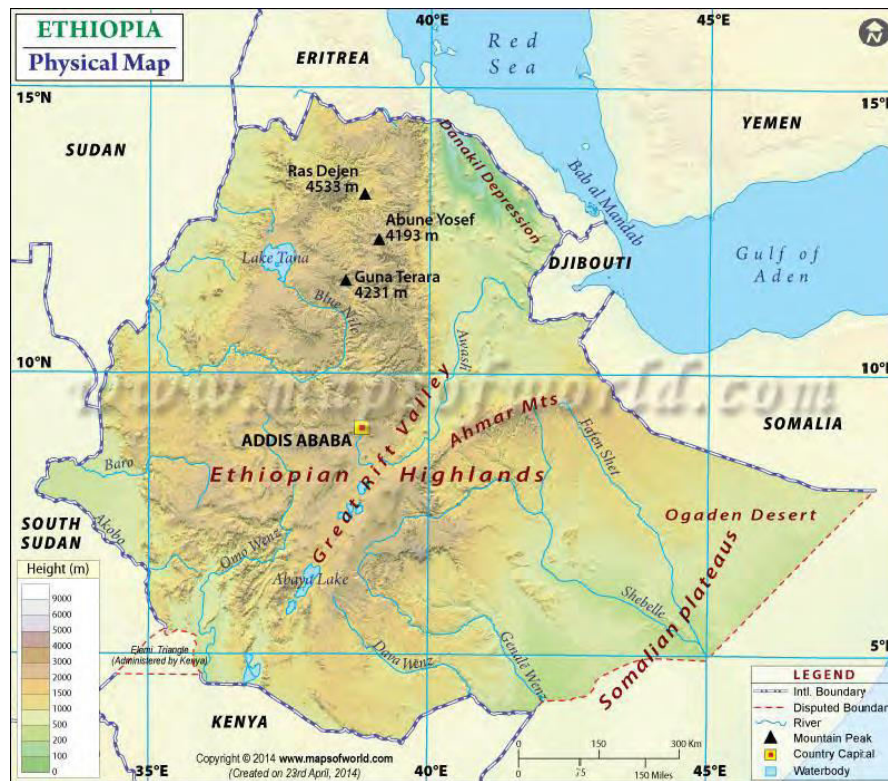 ETHIOPIA
Physical Map
40°E
45°E
Red
Sea
N
ERITREA
15°N
15°N
YEMEN
SUDAN
Danakil Depression
Ras Dejen
4533 m
Bab al Mandab
Abune Yosef
4193 m
Lake Tana
DJIBOUTI
Gulf of
Aden
Guna Terara
4231 m
Blue Nile
Awash
10°N
10°N
www.mapsofworld.com
SOMALIA
Great Rift Valley
Ahmar Mts
ADDIS ABABA
Fafen Shet
Baro
Ethiopian Highlands
Akobo
Ogaden Desert
SOUTH
SUDAN
Omo Wenz
Height (m)
Abaya Lake
Shebelle
Somalian plateaus
9000
6000
5000
4000
3000
2000
1500
1000
500
200
100
0
Elemi Triangle
(Administered by Kenya)
Dava Wenz
Genalē Wenz
5°N
LEGEND
Intl. Boundary
Disputed Boundar
River
Mountain Peak
Country Capital
Waterbody
KENYA
0 150 300 Km
0 75 150 Miles
Copyright © 2014 www.mapsofworld.com
(Created on 23rd April, 2014)
35°E
40°E
45°E